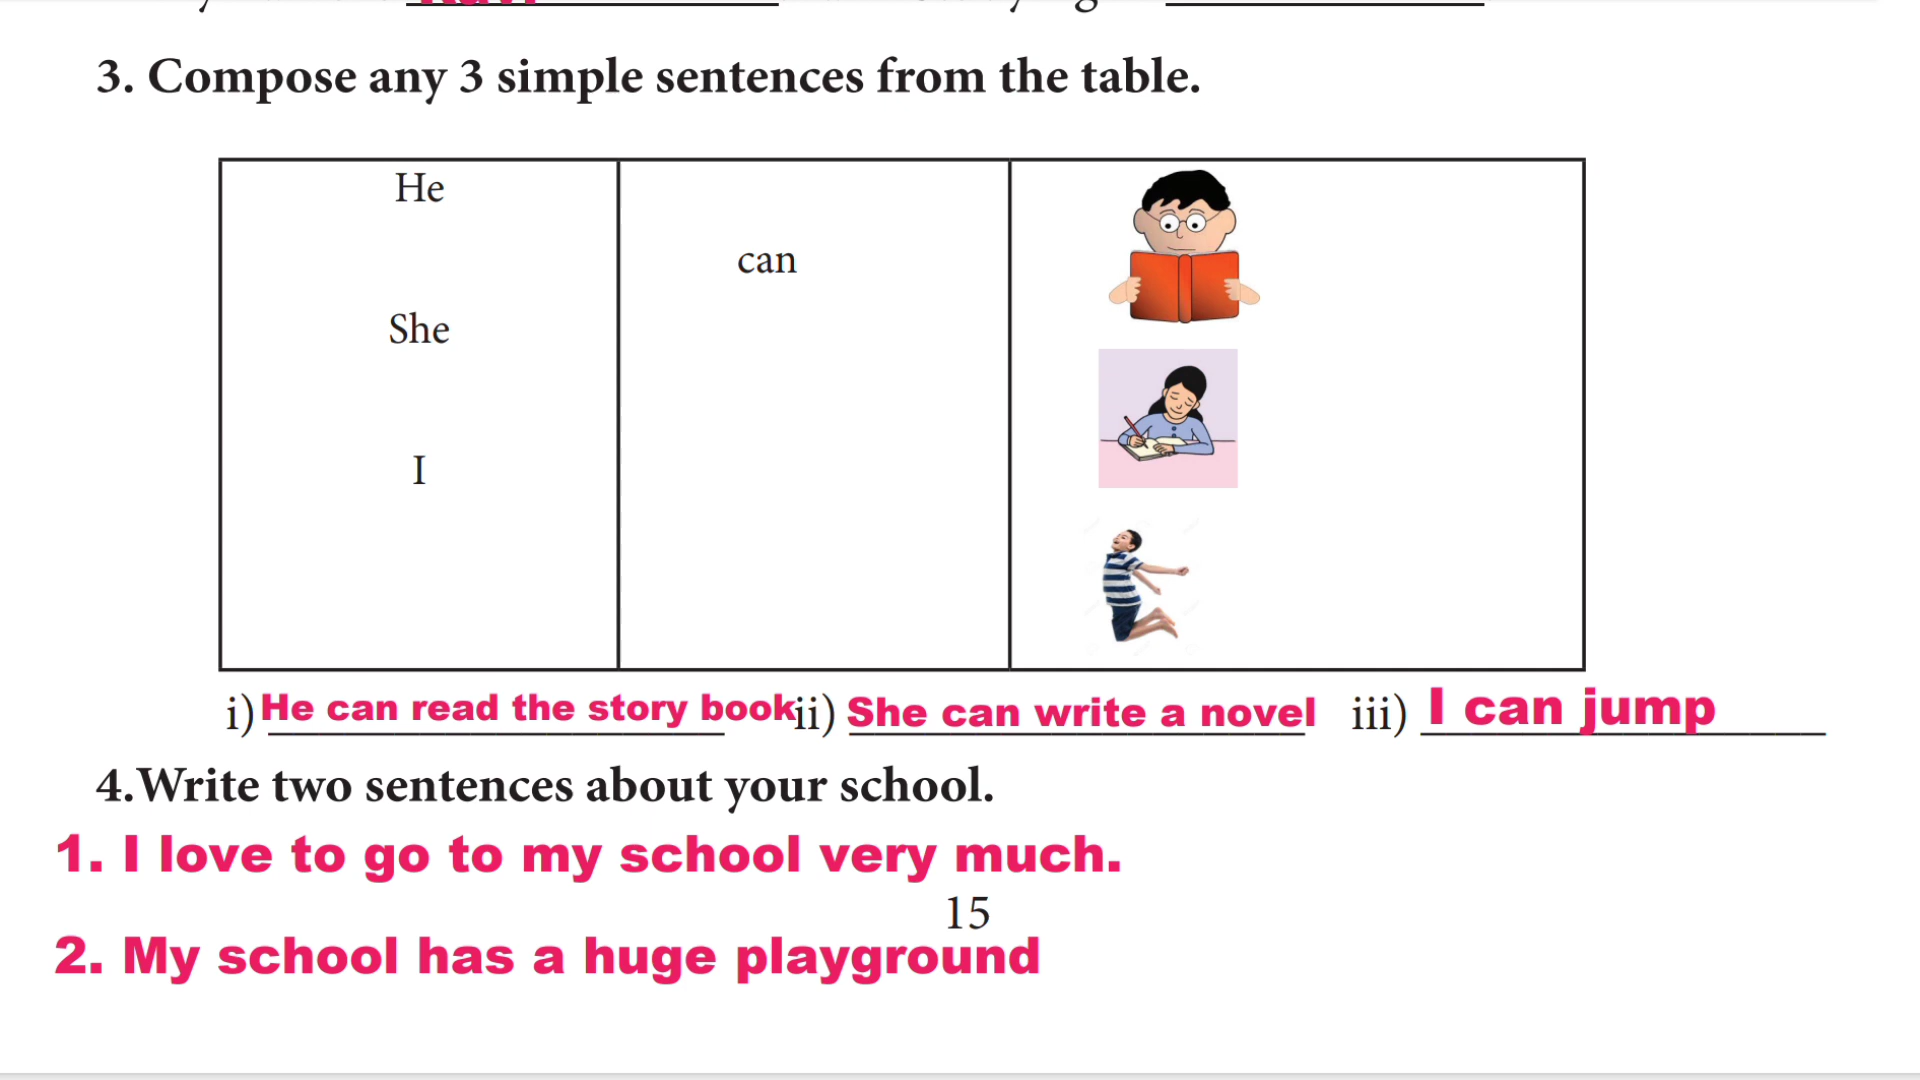 3. Compose any 3 simple sentences from the table.
He
can
She
I
i) He can read the story book ii) She can write a novel iii) I can jump
4.Write two sentences about your school.
1. I love to go to my school very much.
15
2. My school has a huge playground